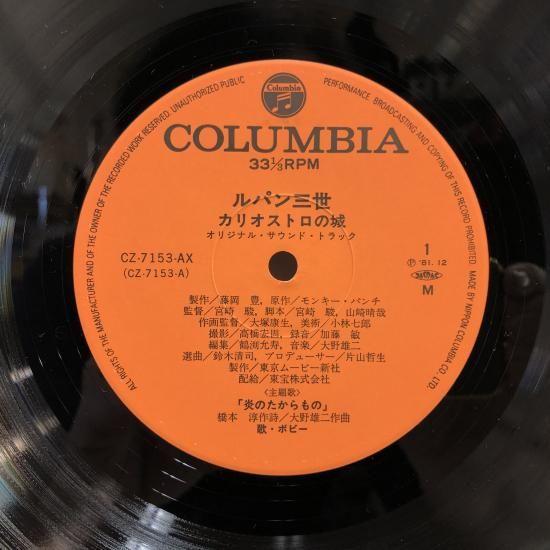 ALL RIGHTS OF THE MANUFACTURER AND OF THE OWNER OF THE RECORDED WORK RESERVED. UNAUTHORIZED PUBLIC PERFORMANCE, BROADCASTING AND COPYING OF THIS RECORD PROHIBITED. MADE BY NIPPON COLUMBIA CO., LTD.
Columbia
COLUMBIA
33⅓RPM
ルパン三世
カリオストロの城
オリジナル・サウンド・トラック
CZ-7153-AX
(CZ-7153-A)
1
Ⓟ '81. 12
M
製作/藤岡 豊, 原作/モンキー・パンチ
監督/宮崎 駿, 脚本/宮崎 駿, 山崎晴哉
作画監督/大塚康生, 美術/小林七郎
撮影/高橋宏固, 録音/加藤 敏
編集/鶴渕允寿, 音楽/大野雄二
選曲/鈴木清司, プロデューサー/片山哲生
製作/東京ムービー新社
配給/東宝株式会社
〈主題歌〉
「炎のたからもの」
橋本 淳作詩/大野雄二作曲
歌・ボビー